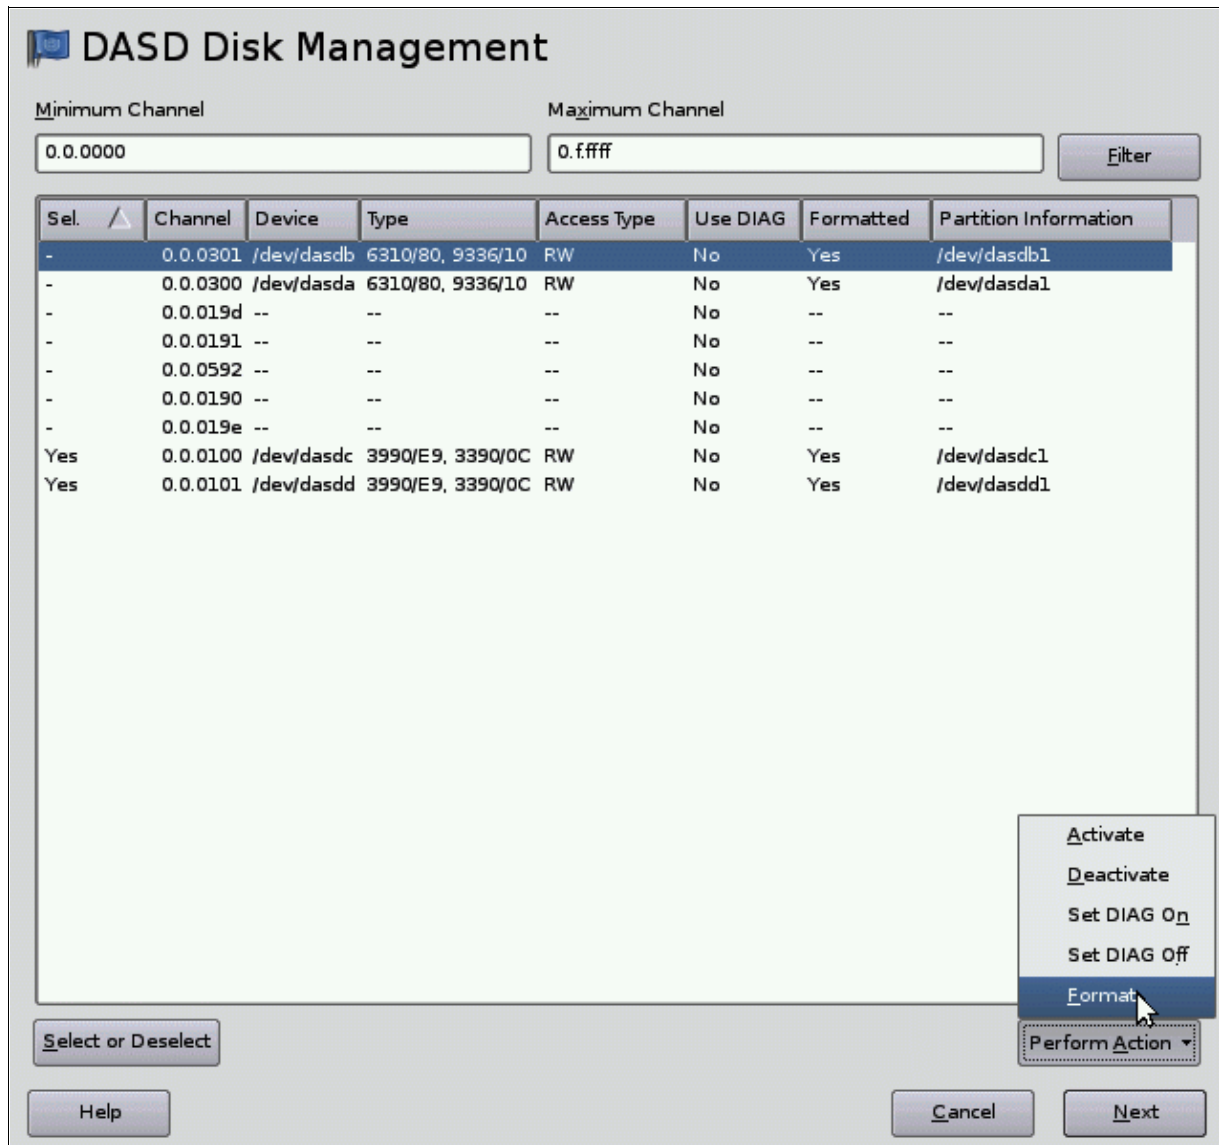 DASD Disk Management
Minimum Channel Maximum Channel
0.0.0000 0.f.ffff Filter
Sel. Channel Device Type Access Type Use DIAG Formatted Partition Information
- 0.0.0301 /dev/dasdb 6310/80, 9336/10 RW No Yes /dev/dasdb1
- 0.0.0300 /dev/dasda 6310/80, 9336/10 RW No Yes /dev/dasda1
- 0.0.019d -- -- -- No -- --
- 0.0.0191 -- -- -- No -- --
- 0.0.0592 -- -- -- No -- --
- 0.0.0190 -- -- -- No -- --
- 0.0.019e -- -- -- No -- --
Yes 0.0.0100 /dev/dasdc 3990/E9, 3390/0C RW No Yes /dev/dasdc1
Yes 0.0.0101 /dev/dasdd 3990/E9, 3390/0C RW No Yes /dev/dasdd1
Activate
Deactivate
Set DIAG On
Set DIAG Off
Format
Select or Deselect Perform Action
Help Cancel Next